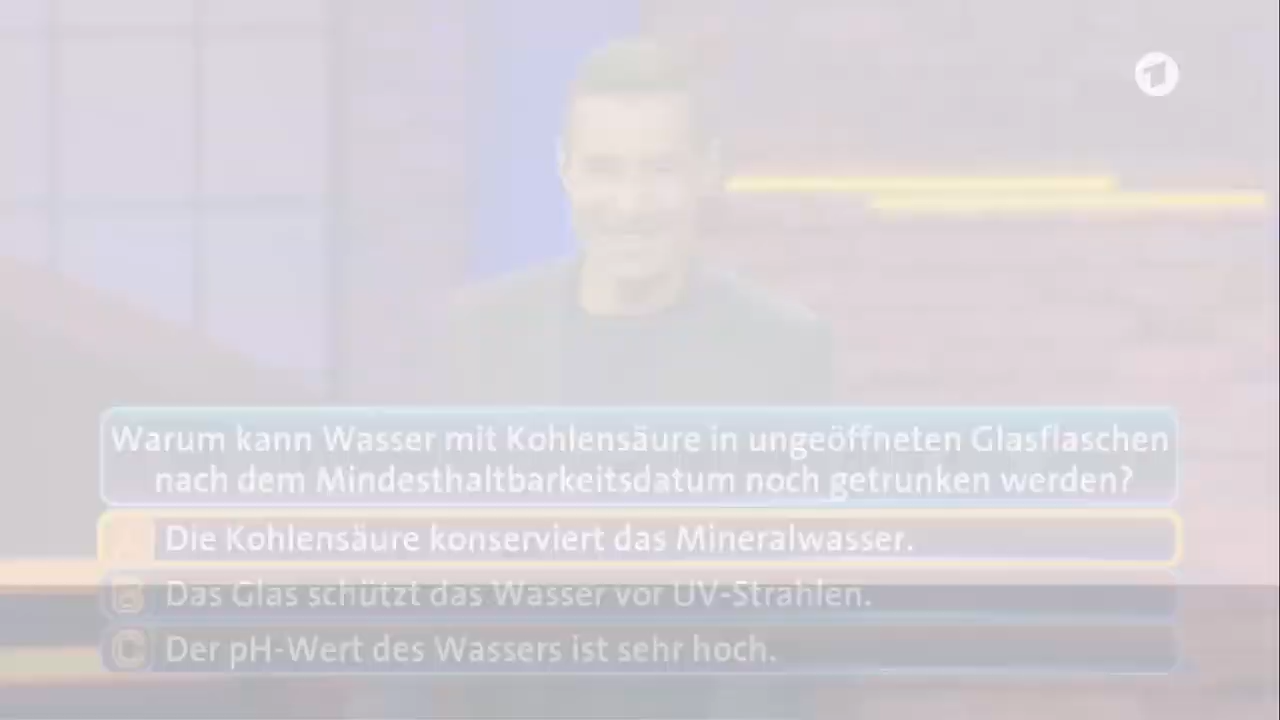 Warum kann Wasser mit Kohlensäure in ungeöffneten Glasflaschen
nach dem Mindesthaltbarkeitsdatum noch getrunken werden?
Die Kohlensäure konserviert das Mineralwasser.
B Das Glas schützt das Wasser vor UV-Strahlen.
C Der pH-Wert des Wassers ist sehr hoch.